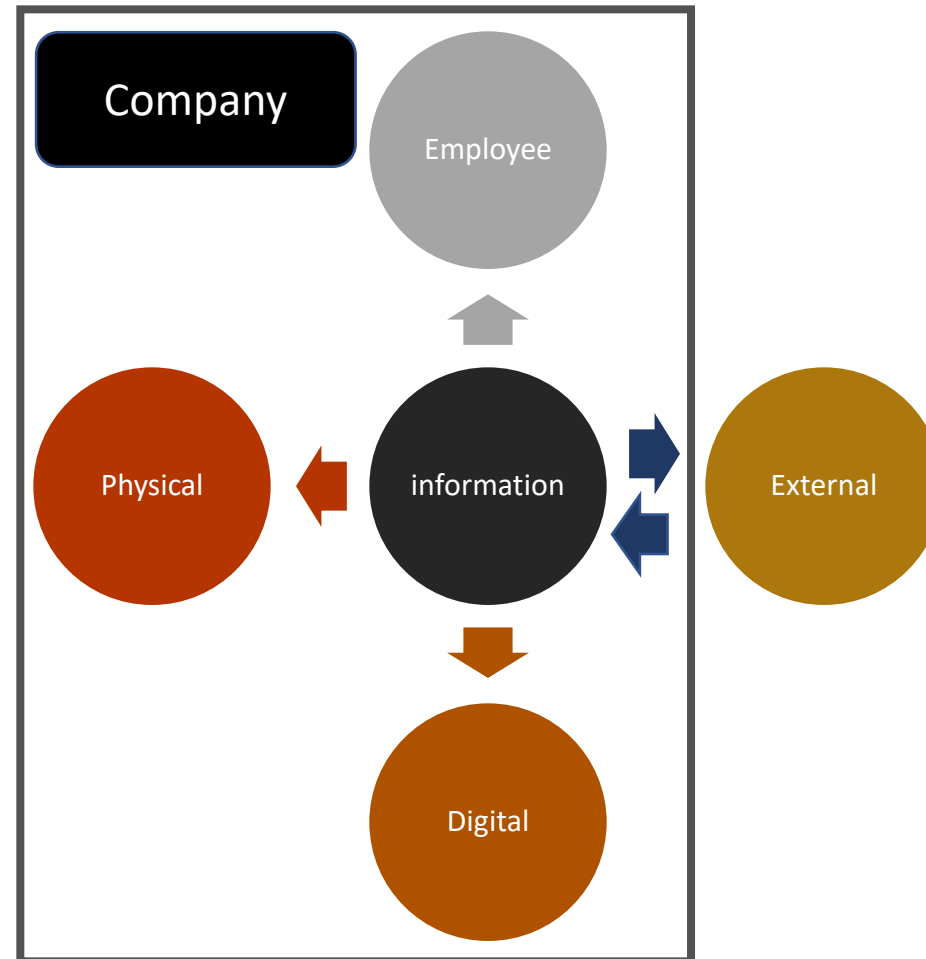 Company
Employee
Physical
information
External
Digital